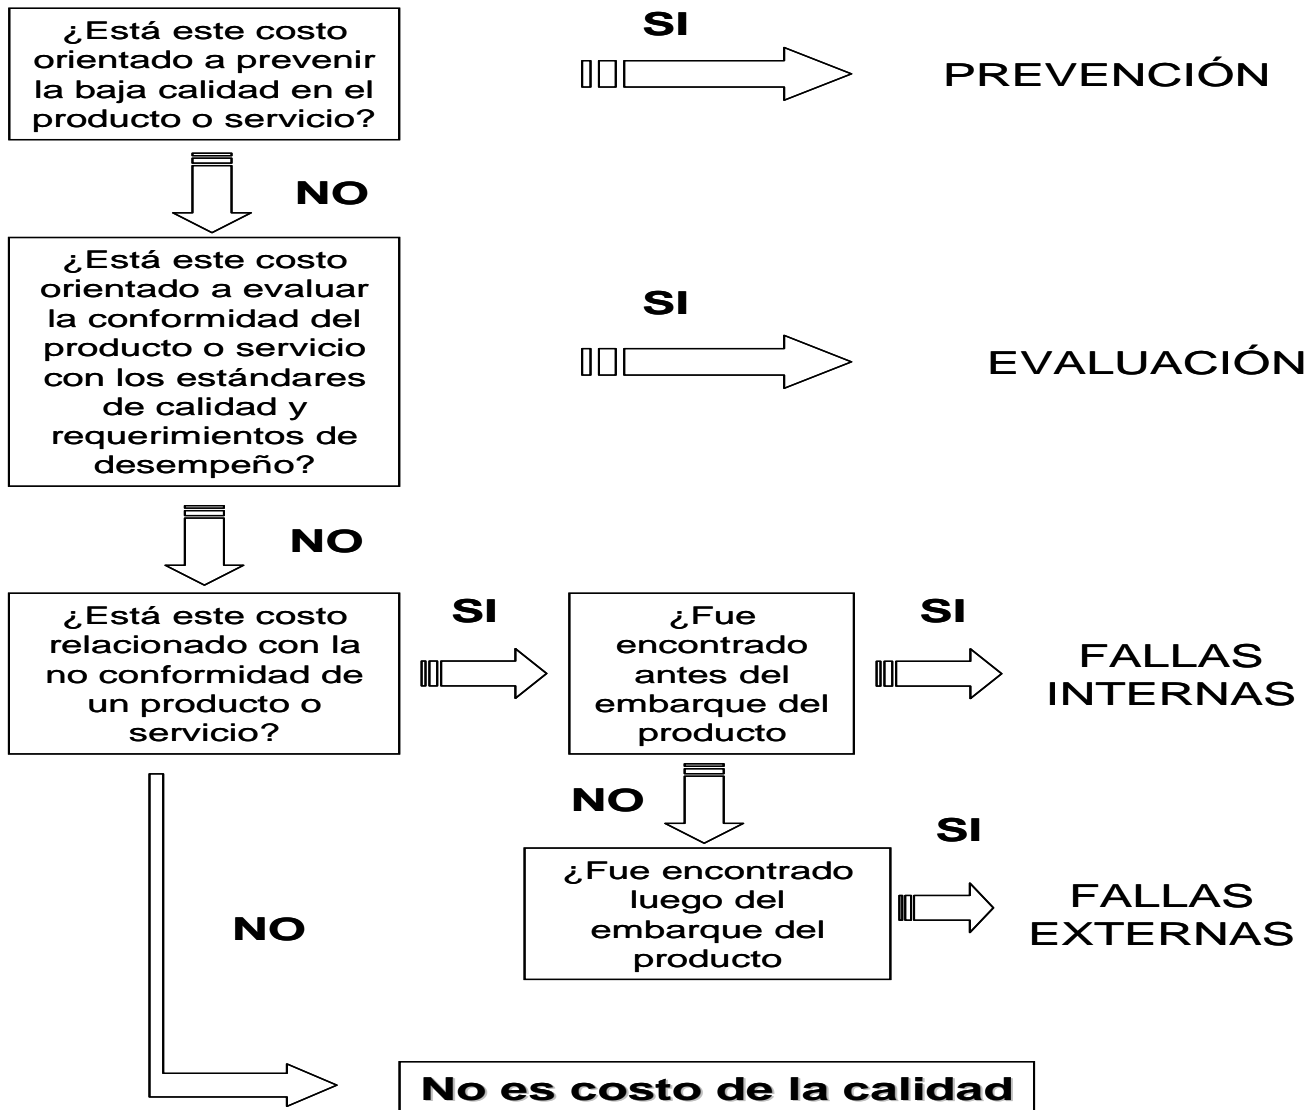 ¿Está este costo
orientado a prevenir
la baja calidad en el
producto o servicio?
SI
PREVENCIÓN
NO
¿Está este costo
orientado a evaluar
la conformidad del
producto o servicio
con los estándares
de calidad y
requerimientos de
desempeño?
SI
EVALUACIÓN
NO
¿Está este costo
relacionado con la
no conformidad de
un producto o
servicio?
SI
¿Fue
encontrado
antes del
embarque del
producto
SI
FALLAS
INTERNAS
NO
¿Fue encontrado
luego del
embarque del
producto
SI
FALLAS
EXTERNAS
NO
No es costo de la calidad